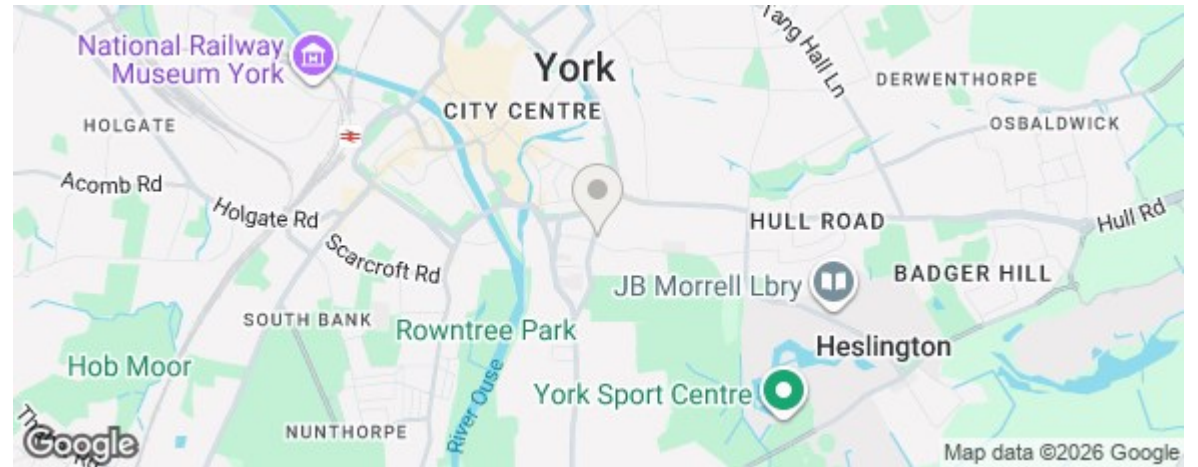 National Railway
Museum York
York
CITY CENTRE
Tang Hall Ln
DERWENTHORPE
OSBALDWICK
HOLGATE
Acomb Rd
Holgate Rd
Scarcroft Rd
HULL ROAD
Hull Rd
BADGER HILL
JB Morrell Lbry
SOUTH BANK
Rowntree Park
Heslington
Hob Moor
York Sport Centre
River Ouse
NUNTHORPE
Google
Map data ©2026 Google